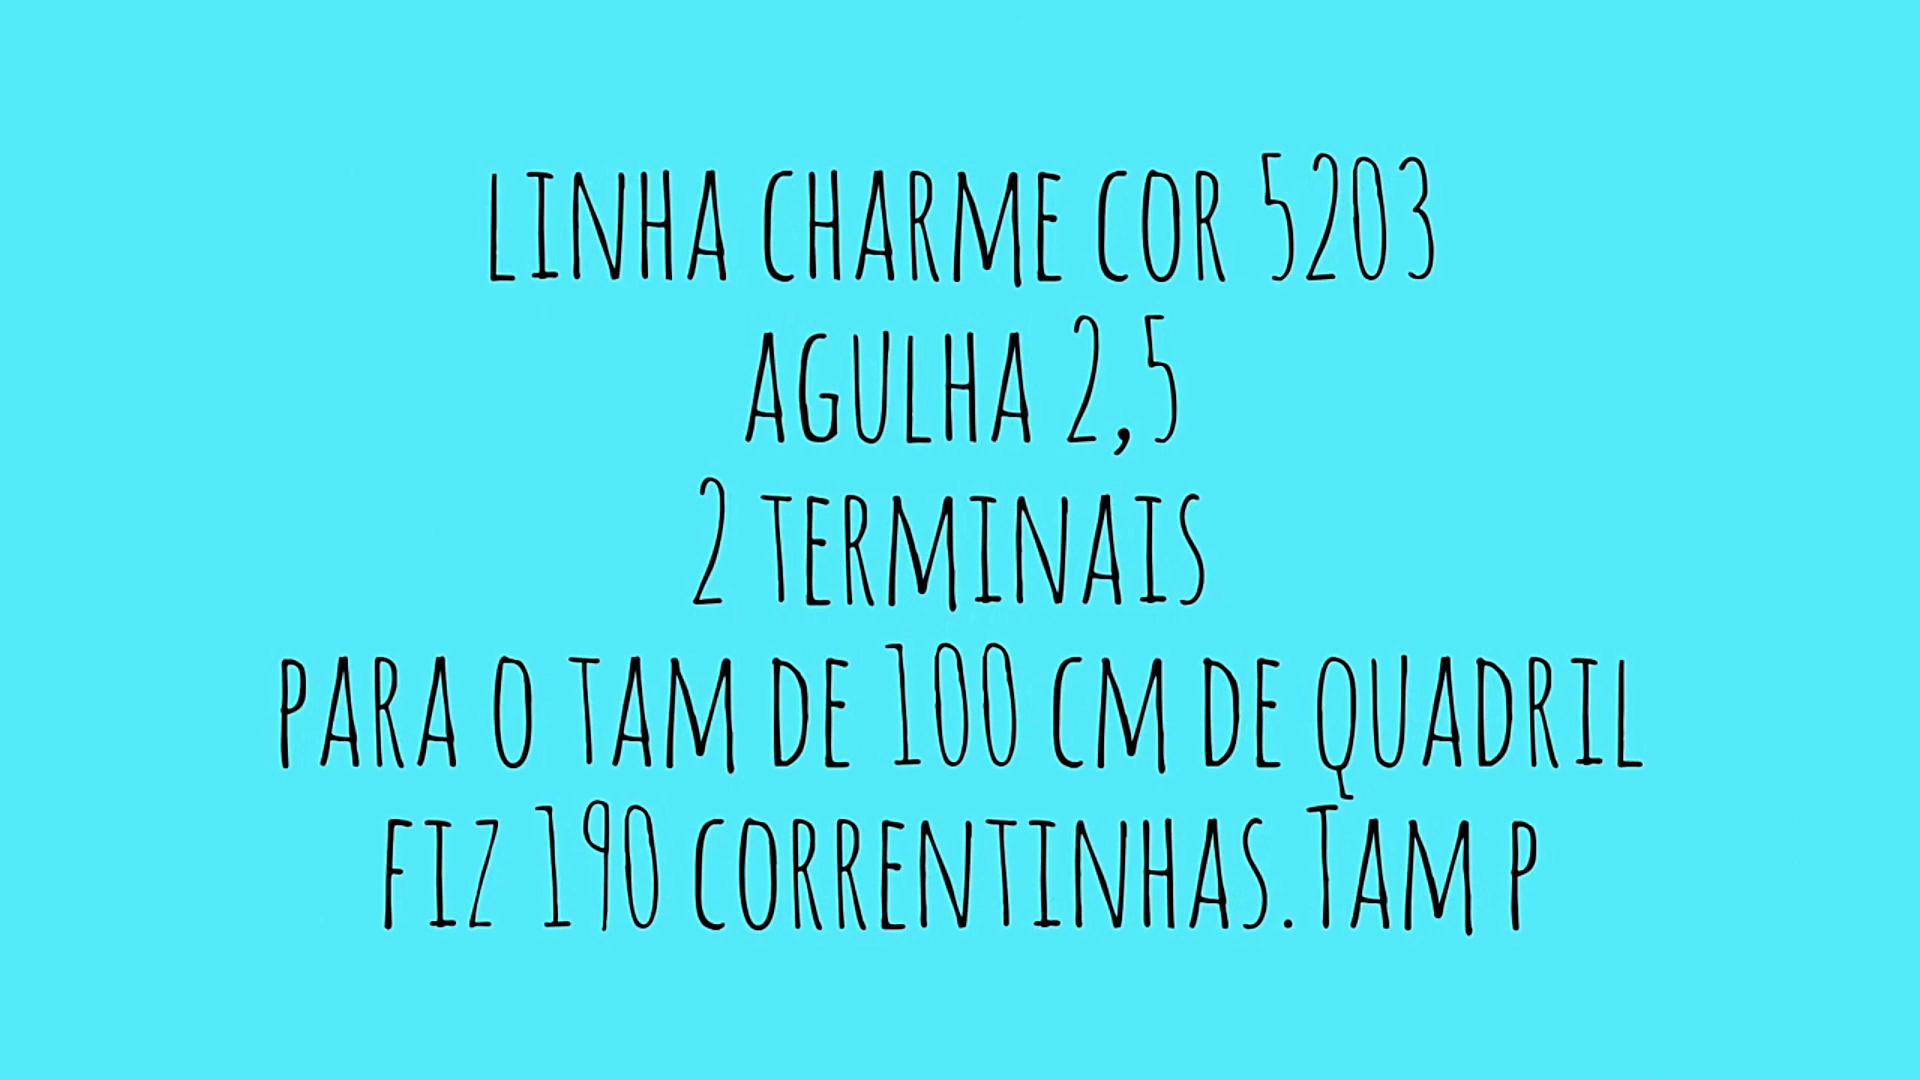 LINHA CHARME COR 5203
AGULHA 2,5
2 TERMINAIS
PARA O TAM DE 100 CM DE QUADRIL
FIZ 190 CORRENTINHAS.TAM P